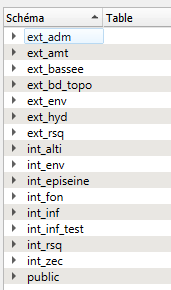 Schéma Table
ext_adm
ext_amt
ext_bassee
ext_bd_topo
ext_env
ext_hyd
ext_rsq
int_alti
int_env
int_episeine
int_fon
int_inf
int_inf_test
int_rsq
int_zec
public